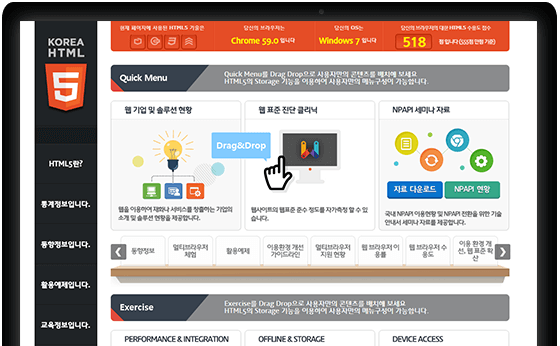 현재 페이지에 사용된 HTML5 기술은
당신의 브라우저는
당신의 OS는
당신의 브라우저의 대한 HTML5 수용도 점수
Chrome 59.0 입니다
Windows 7 입니다
518 점 입니다 (555점 만점 기준)
KOREA
HTML
5
HTML5란?
통계정보입니다.
동향정보입니다.
활용예제입니다.
교육정보입니다.
Quick Menu
Quick Menu를 Drag Drop으로 사용자만의 콘텐츠를 배치해 보세요
HTML5의 Storage 기능을 이용하여 사용자만의 메뉴구성이 가능합니다.
웹 기업 및 솔루션 현황
웹 표준 진단 클리닉
NPAPI 세미나 자료
Drag&Drop
자료 다운로드
NPAPI 현황
웹을 이용하여 재화나 서비스를 창출하는 기업의
소개 및 솔루션 현황을 제공합니다.
웹사이트의 웹표준 준수 정도를 자가측정 할 수 있
습니다.
국내 NPAPI 이용현황 및 NPAPI 전환을 위한 기술
안내서 세미나 자료를 제공합니다.
동향정보
멀티브라우저
체험
활용예제
이용환경 개선
가이드라인
멀티브라우저
지원 현황
웹 브라우저 이
용률
웹 브라우저 수
용도
이용 환경 개
선, 웹 표준 확
산
Exercise
Exercise를 Drag Drop으로 사용자만의 콘텐츠를 배치해 보세요
HTML5의 Storage 기능을 이용하여 사용자만의 메뉴구성이 가능합니다.
PERFORMANCE & INTEGRATION
OFFLINE & STORAGE
DEVICE ACCESS